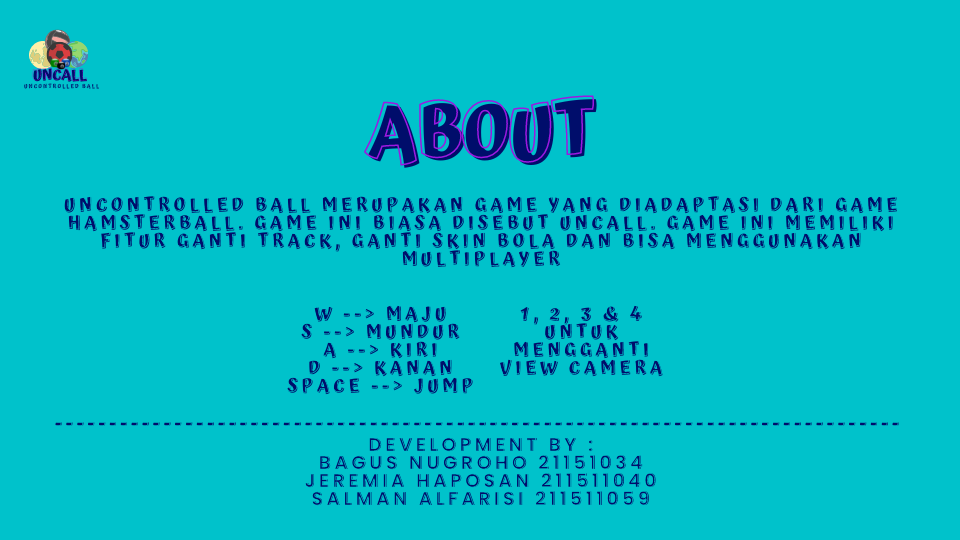 UNCALL
UNCONTROLLED BALL
ABOUT
UNCONTROLLED BALL MERUPAKAN GAME YANG DIADAPTASI DARI GAME
HAMSTERBALL. GAME INI BIASA DISEBUT UNCALL. GAME INI MEMILIKI
FITUR GANTI TRACK, GANTI SKIN BOLA DAN BISA MENGGUNAKAN
MULTIPLAYER
W --> MAJU
S --> MUNDUR
A --> KIRI
D --> KANAN
SPACE --> JUMP
1, 2, 3 & 4
UNTUK
MENGGANTI
VIEW CAMERA
DEVELOPMENT BY :
BAGUS NUGROHO 21151034
JEREMIA HAPOSAN 211511040
SALMAN ALFARISI 211511059